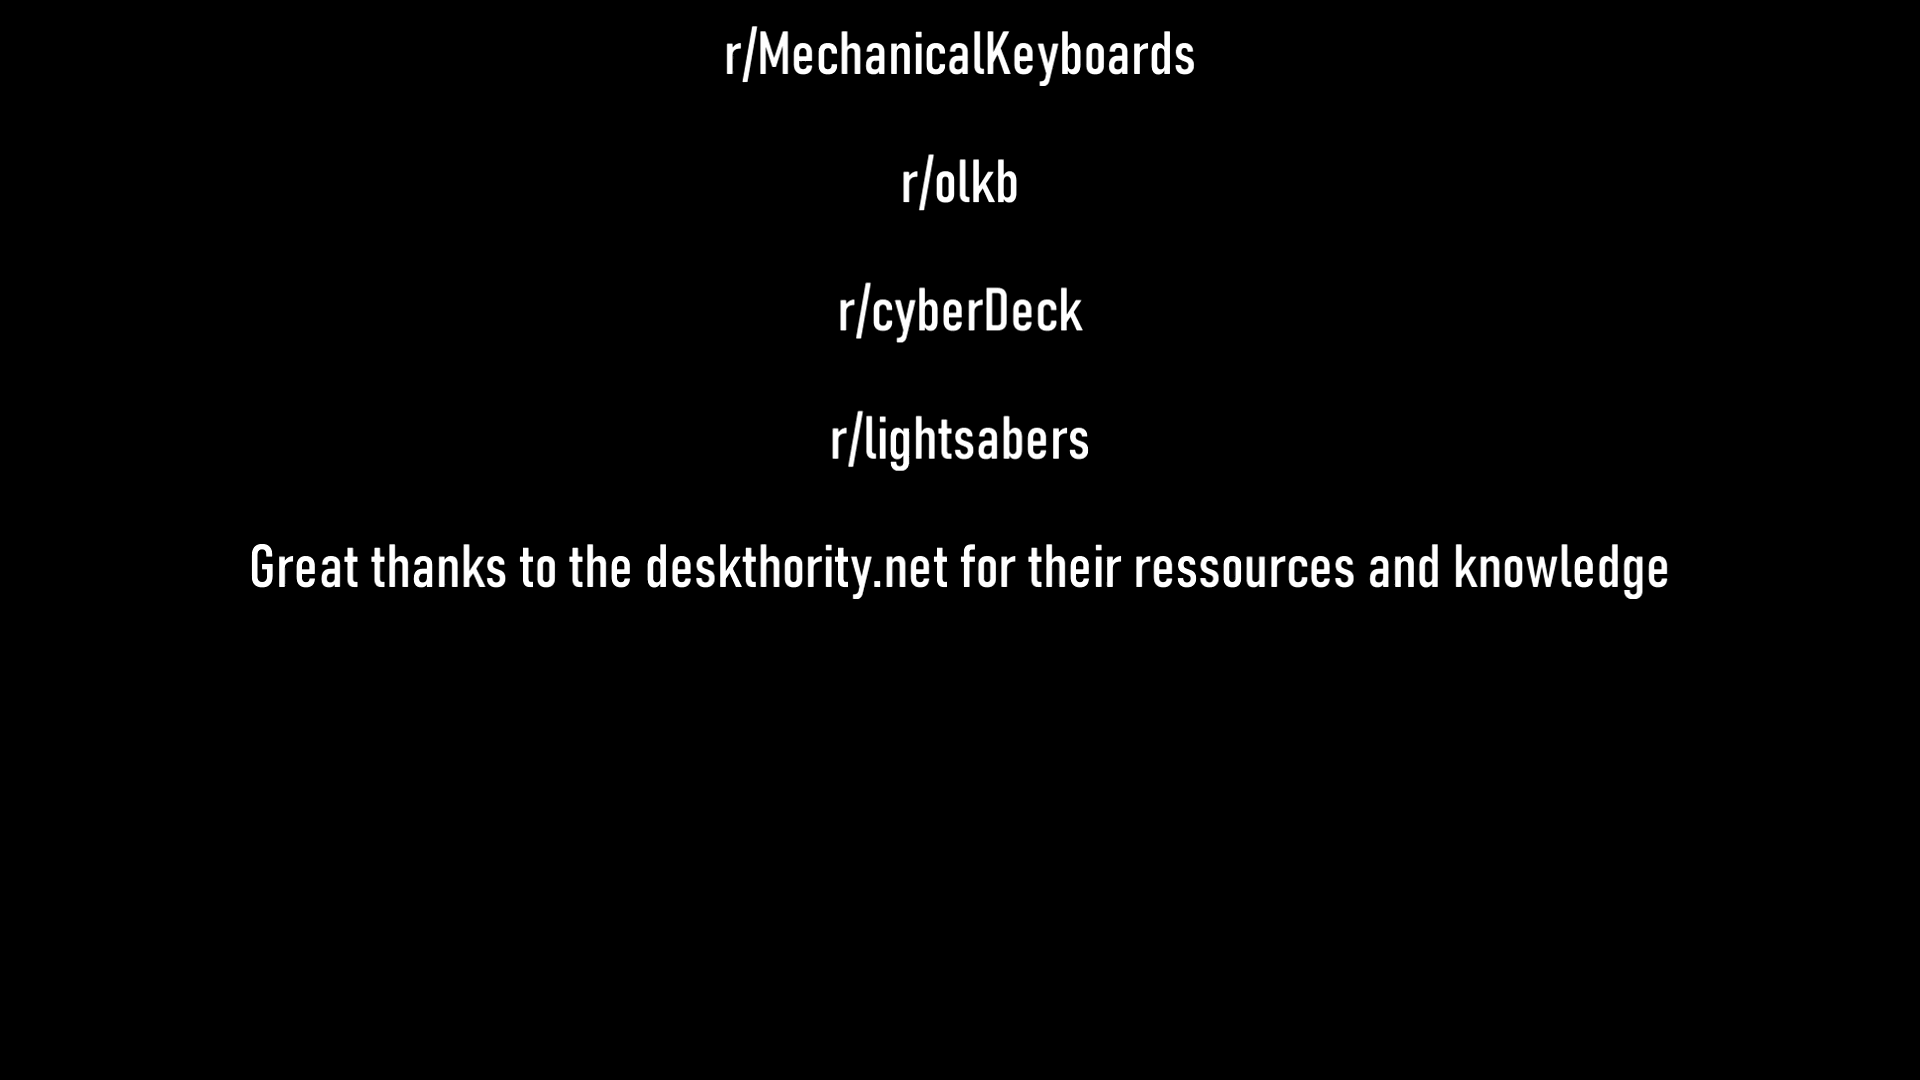 r/MechanicalKeyboards
r/olkb
r/cyberDeck
r/lightsabers
Great thanks to the deskthority.net for their ressources and knowledge